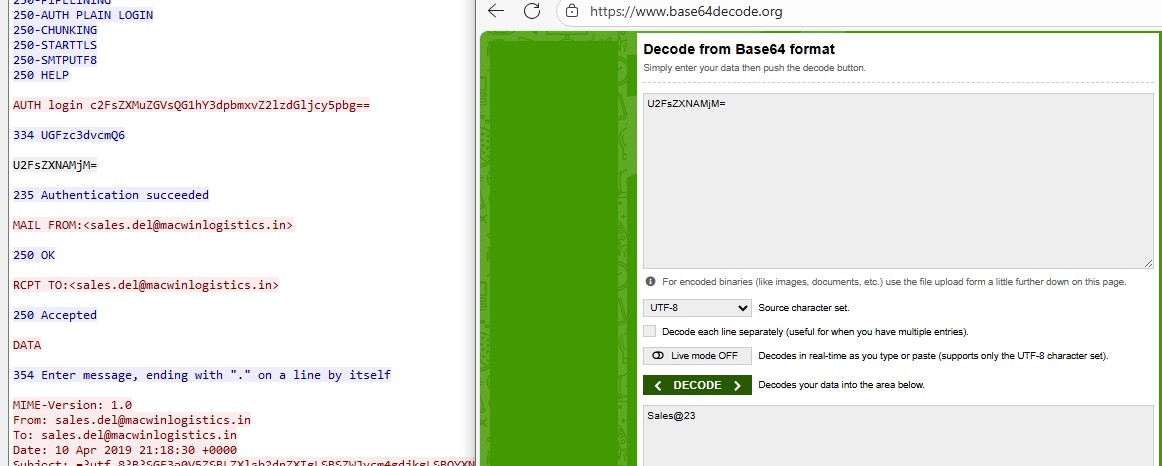 250-PIPELINING
250-AUTH PLAIN LOGIN
250-CHUNKING
250-STARTTLS
250-SMTPUTF8
250 HELP
AUTH login c2FsZXMuZGVsQG1hY3dpbmxvZ2lzdGljcy5pbg==
334 UGFzc3dvcmQ6
U2FsZXNAMjM=
235 Authentication succeeded
MAIL FROM:<sales.del@macwinlogistics.in>
250 OK
RCPT TO:<sales.del@macwinlogistics.in>
250 Accepted
DATA
354 Enter message, ending with "." on a line by itself
MIME-Version: 1.0
From: sales.del@macwinlogistics.in
To: sales.del@macwinlogistics.in
Date: 10 Apr 2019 21:18:30 +0000
https://www.base64decode.org
Decode from Base64 format
Simply enter your data then push the decode button.
U2FsZXNAMjM=
For encoded binaries (like images, documents, etc.) use the file upload form a little further down on this page.
UTF-8 Source character set.
Decode each line separately (useful for when you have multiple entries).
Live mode OFF Decodes in real-time as you type or paste (supports only the UTF-8 character set).
< DECODE > Decodes your data into the area below.
Sales@23